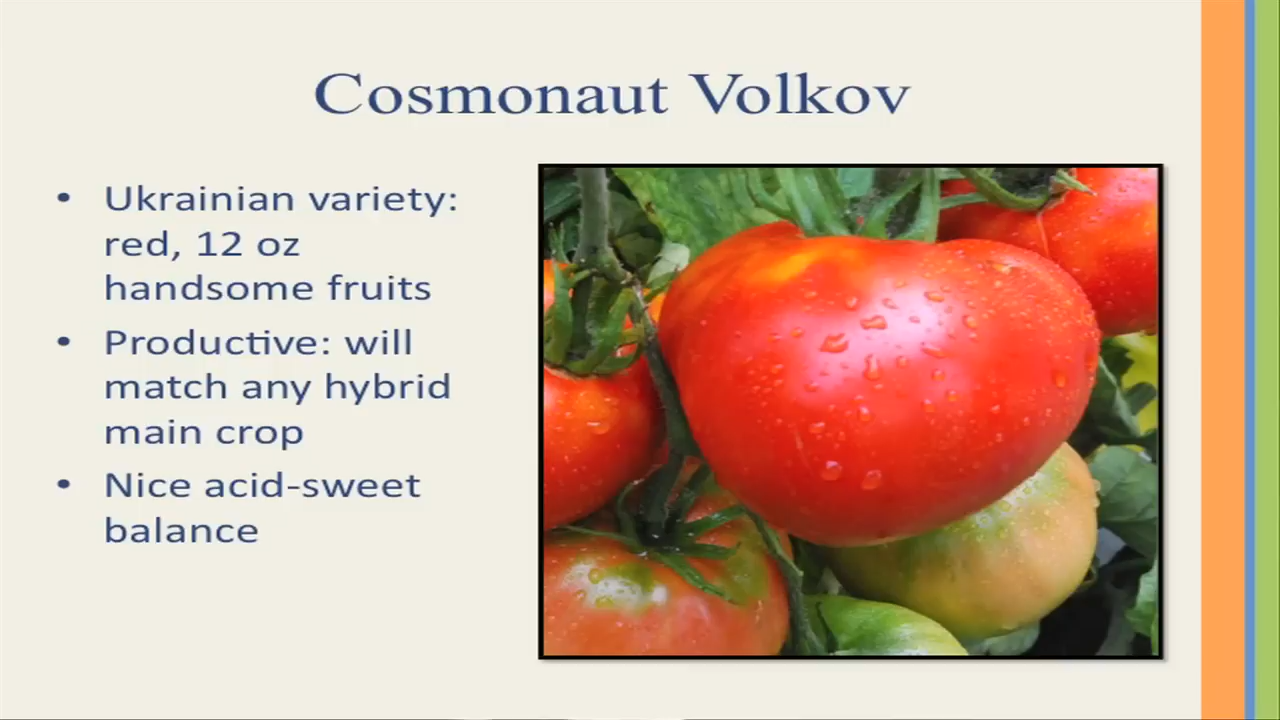 Cosmonaut Volkov
• Ukrainian variety:
red, 12 oz
handsome fruits
• Productive: will
match any hybrid
main crop
• Nice acid-sweet
balance